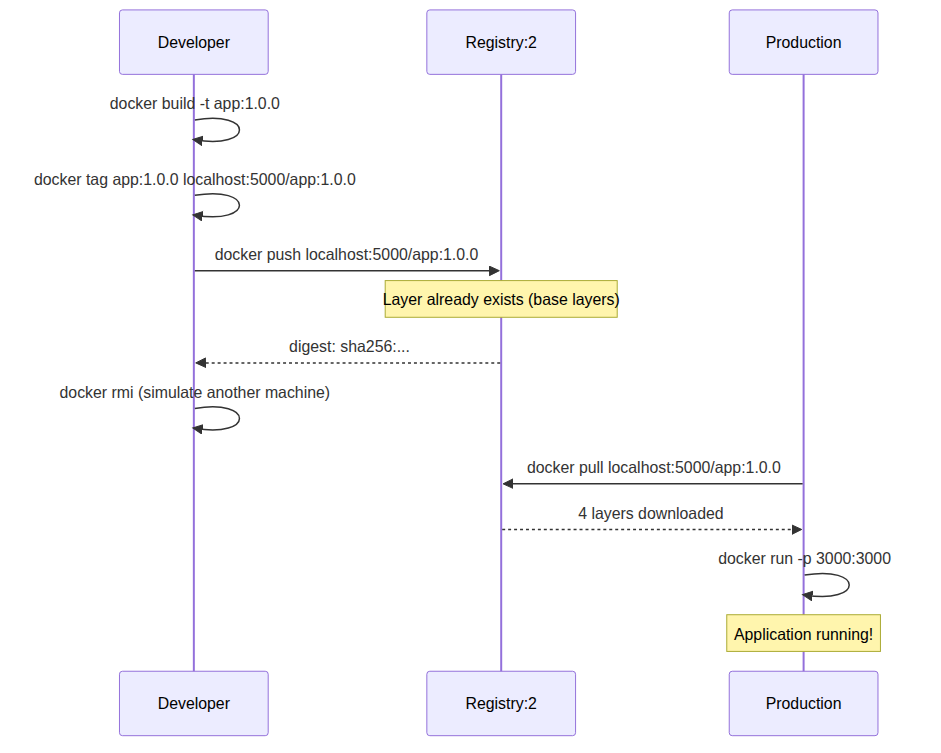 Developer
Registry:2
Production
docker build -t app:1.0.0
docker tag app:1.0.0 localhost:5000/app:1.0.0
docker push localhost:5000/app:1.0.0
Layer already exists (base layers)
digest: sha256:...
docker rmi (simulate another machine)
docker pull localhost:5000/app:1.0.0
4 layers downloaded
docker run -p 3000:3000
Application running!
Developer
Registry:2
Production